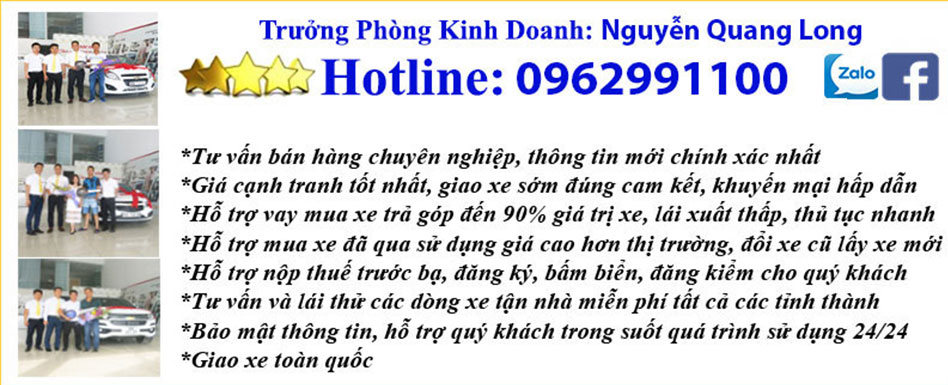 Trưởng Phòng Kinh Doanh: Nguyễn Quang Long
Hotline: 0962991100
Zalo
*Tư vấn bán hàng chuyên nghiệp, thông tin mới chính xác nhất
*Giá cạnh tranh tốt nhất, giao xe sớm đúng cam kết, khuyến mại hấp dẫn
*Hỗ trợ vay mua xe trả góp đến 90% giá trị xe, lái xuất thấp, thủ tục nhanh
*Hỗ trợ mua xe đã qua sử dụng giá cao hơn thị trường, đổi xe cũ lấy xe mới
*Hỗ trợ nộp thuế trước bạ, đăng ký, bấm biển, đăng kiểm cho quý khách
*Tư vấn và lái thử các dòng xe tận nhà miễn phí tất cả các tỉnh thành
*Bảo mật thông tin, hỗ trợ quý khách trong suốt quá trình sử dụng 24/24
*Giao xe toàn quốc